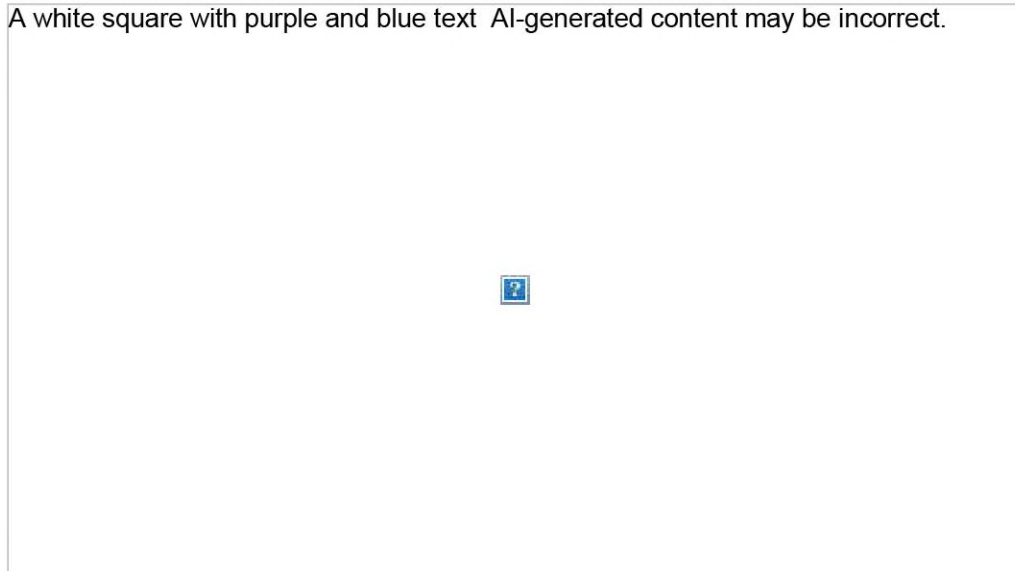 A white square with purple and blue text  AI-generated content may be incorrect.
?